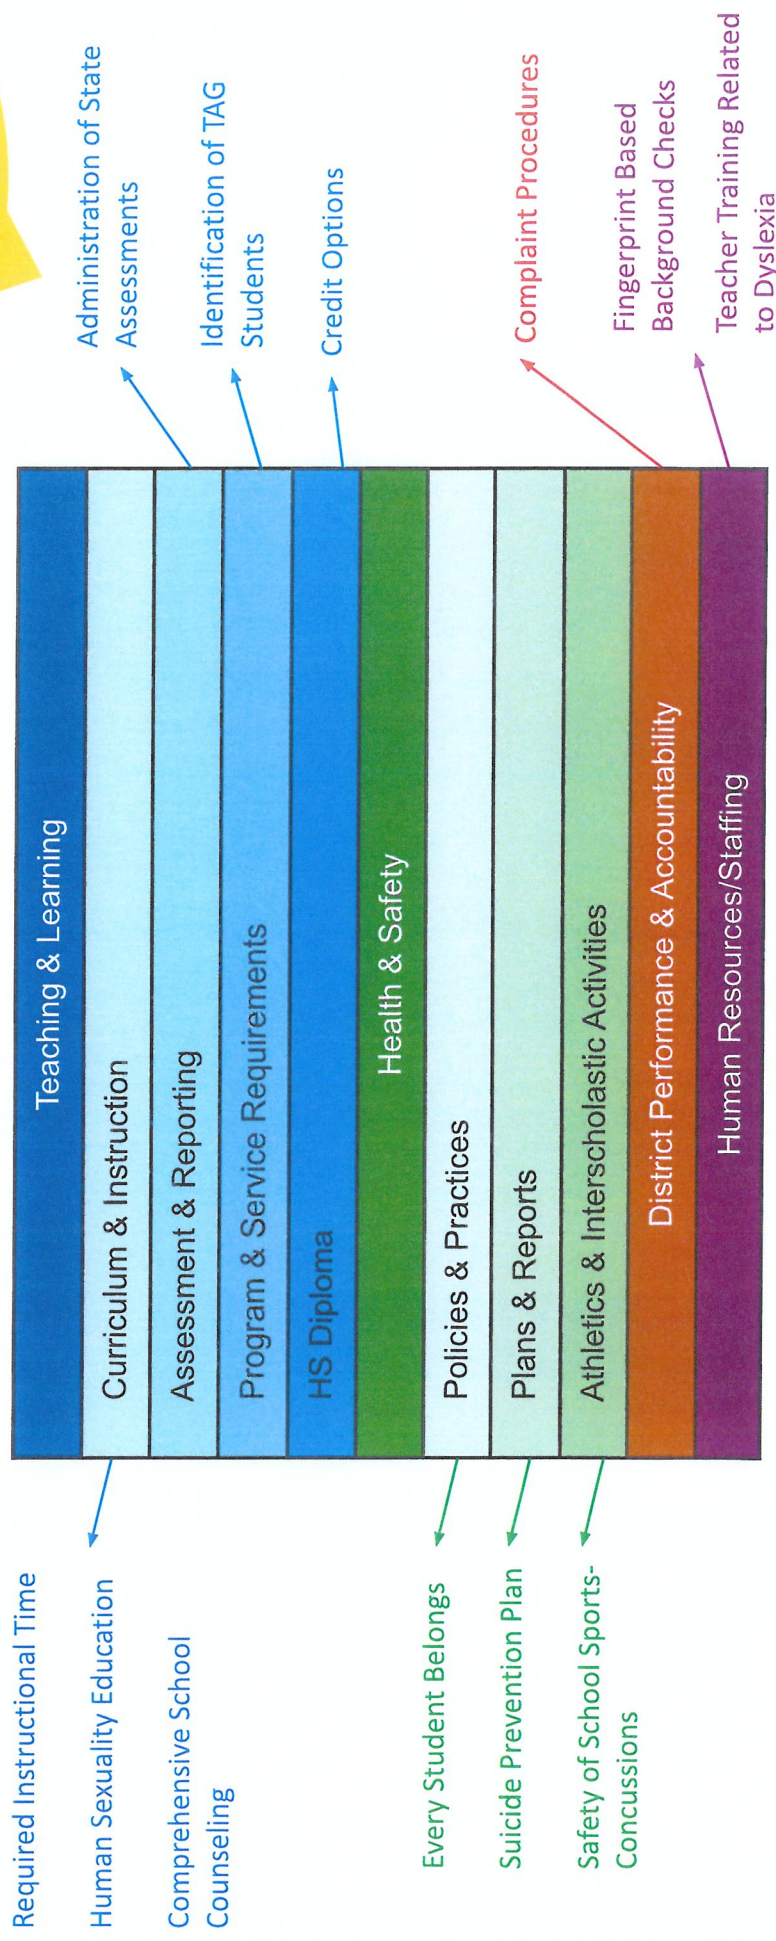 Required Instructional Time
Human Sexuality Education
Comprehensive School
Counseling
Every Student Belongs
Suicide Prevention Plan
Safety of School Sports-
Concussions
Teaching & Learning
Curriculum & Instruction
Assessment & Reporting
Program & Service Requirements
HS Diploma
Health & Safety
Policies & Practices
Plans & Reports
Athletics & Interscholastic Activities
District Performance & Accountability
Human Resources/Staffing
Administration of State
Assessments
Identification of TAG
Students
Credit Options
Complaint Procedures
Fingerprint Based
Background Checks
Teacher Training Related
to Dyslexia